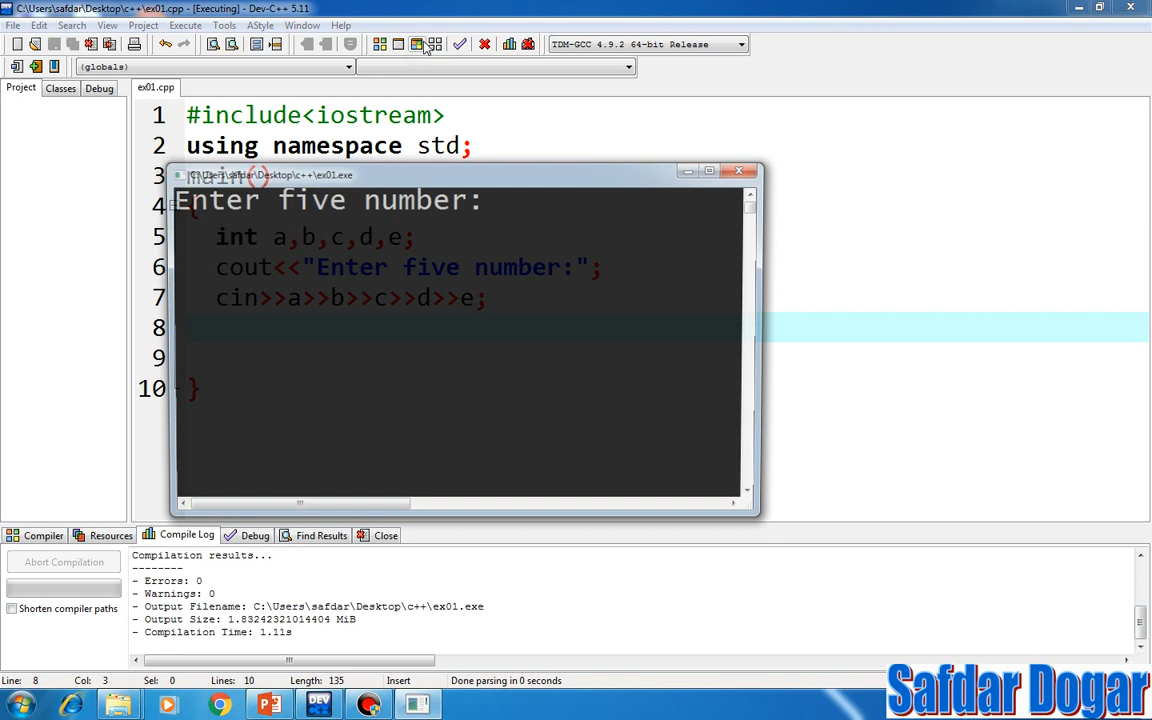 C:\Users\safdar\Desktop\c++\ex01.cpp - [Executing] - Dev-C++ 5.11
File Edit Search View Project Execute Tools AStyle Window Help
TDM-GCC 4.9.2 64-bit Release
(globals)
Project Classes Debug
ex01.cpp
1 #include<iostream>
2 using namespace std;
3 main()
C:\Users\safdar\Desktop\c++\ex01.exe
Enter five number:
4 {
5 int a,b,c,d,e;
6 cout<<"Enter five number:";
7 cin>>a>>b>>c>>d>>e;
8
9
10 }
Compiler Resources Compile Log Debug Find Results Close
Abort Compilation
Shorten compiler paths
Compilation results...
--------
- Errors: 0
- Warnings: 0
- Output Filename: C:\Users\safdar\Desktop\c++\ex01.exe
- Output Size: 1.83242321014404 MiB
- Compilation Time: 1.11s
Line: 8 Col: 3 Sel: 0 Lines: 10 Length: 135 Insert Done parsing in 0 seconds
DEV
Safdar Dogar